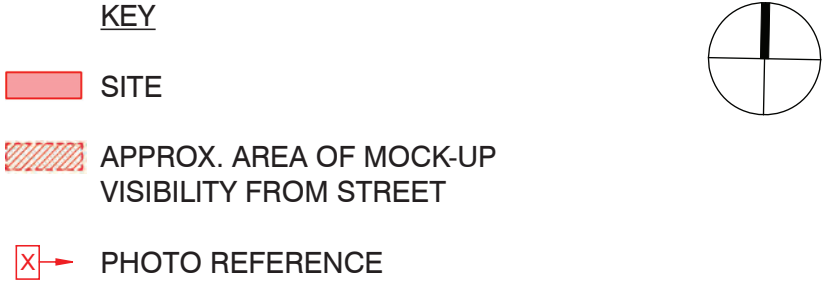 KEY
SITE
APPROX. AREA OF MOCK-UP
VISIBILITY FROM STREET
X
PHOTO REFERENCE